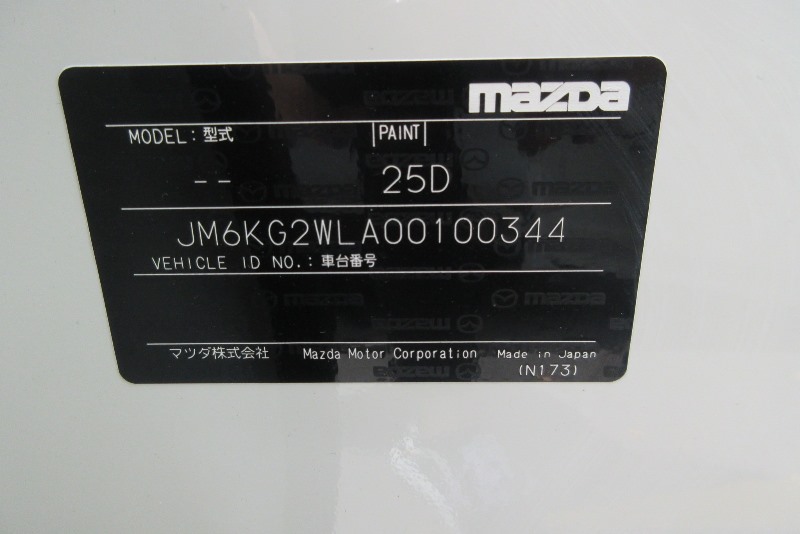 mazda
MODEL : 型式 |PAINT|
-- 25D
JM6KG2WLA00100344
VEHICLE ID NO.: 車台番号
mazda
マツダ株式会社 Mazda Motor Corporation Made in Japan
(N173)